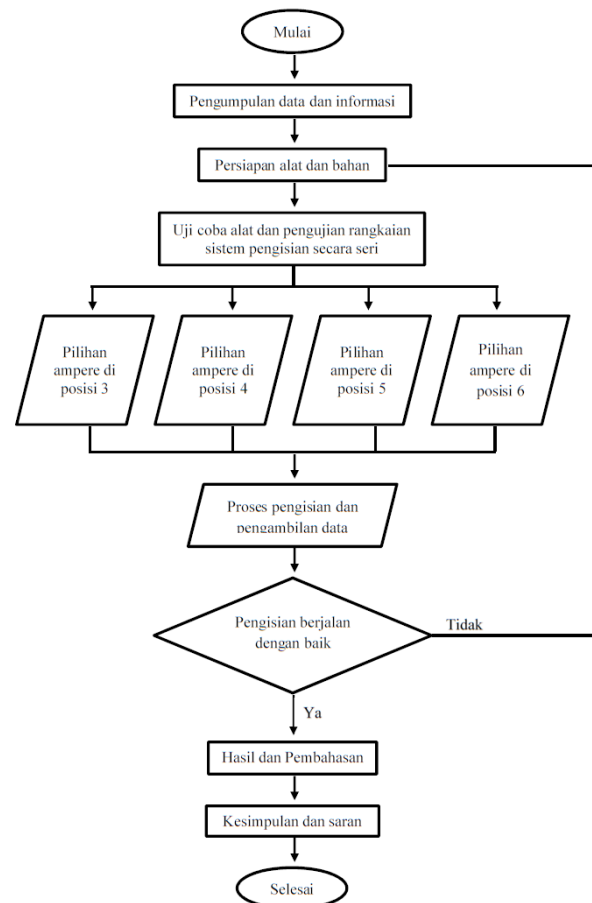 Mulai
Pengumpulan data dan informasi
Persiapan alat dan bahan
Uji coba alat dan pengujian rangkaian
sistem pengisian secara seri
Pilihan
ampere di
posisi 3
Pilihan
ampere di
posisi 4
Pilihan
ampere di
posisi 5
Pilihan
ampere di
posisi 6
Proses pengisian dan
pengambilan data
Pengisian berjalan
dengan baik
Tidak
Ya
Hasil dan Pembahasan
Kesimpulan dan saran
Selesai